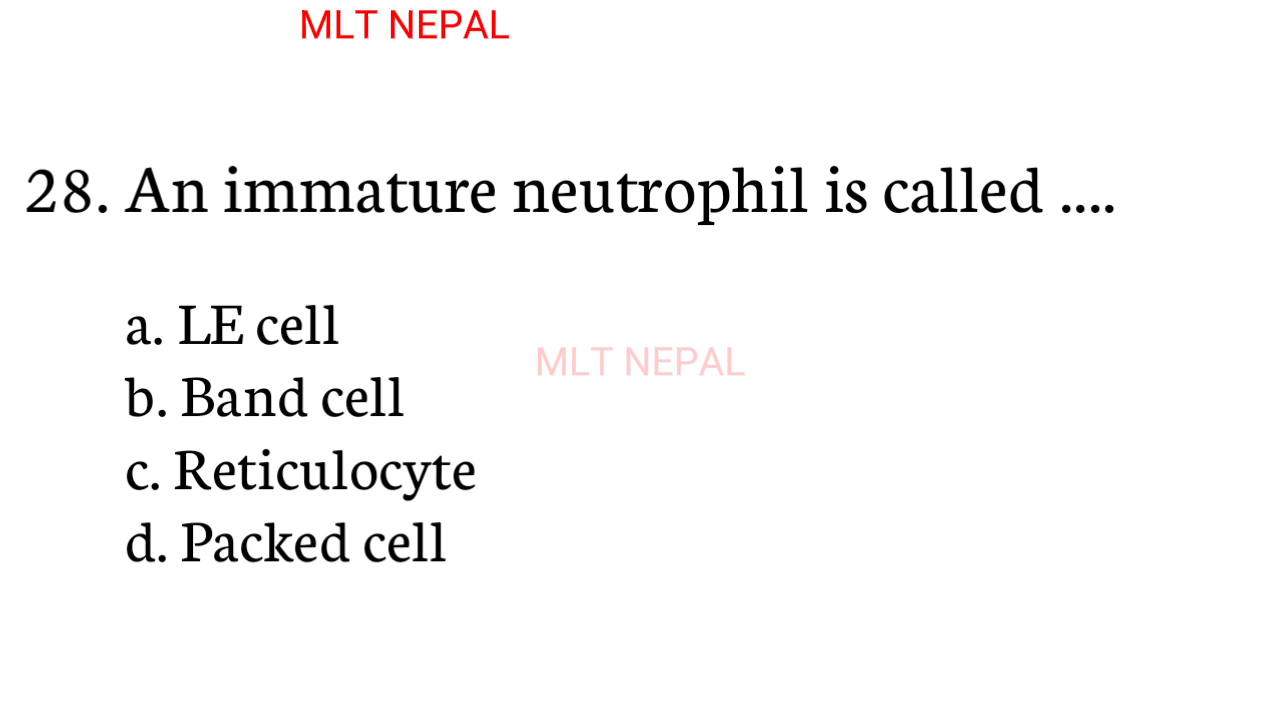 MLT NEPAL
28. An immature neutrophil is called ....
a. LE cell
MLT NEPAL
b. Band cell
c. Reticulocyte
d. Packed cell